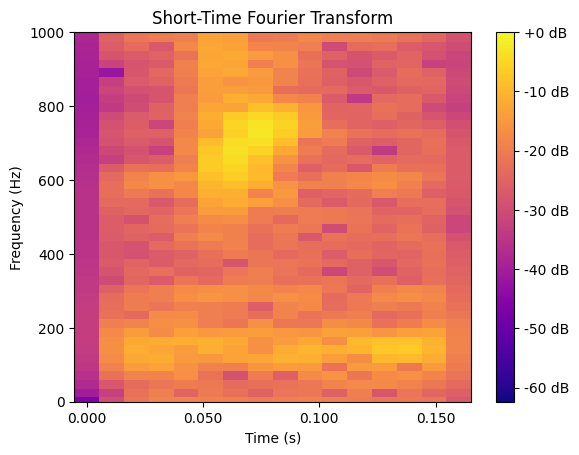 Short-Time Fourier Transform
1000
800
600
400
200
0
Frequency (Hz)
0.000
0.050
0.100
0.150
Time (s)
+0 dB
-10 dB
-20 dB
-30 dB
-40 dB
-50 dB
-60 dB